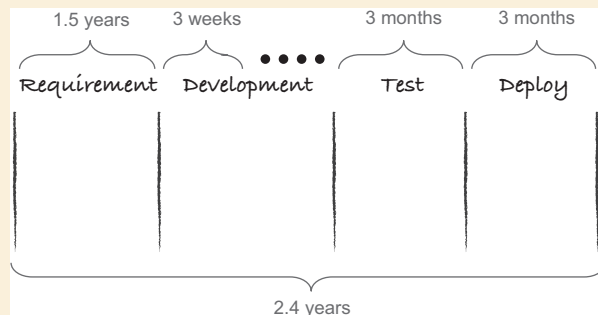 1.5 years 3 weeks 3 months 3 months
Requirement Development Test Deploy
2.4 years